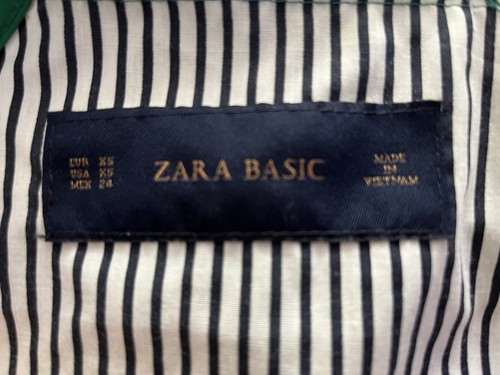 EUR XS
USA XS
MEX 24
ZARA BASIC
MADE
IN
VIETNAM